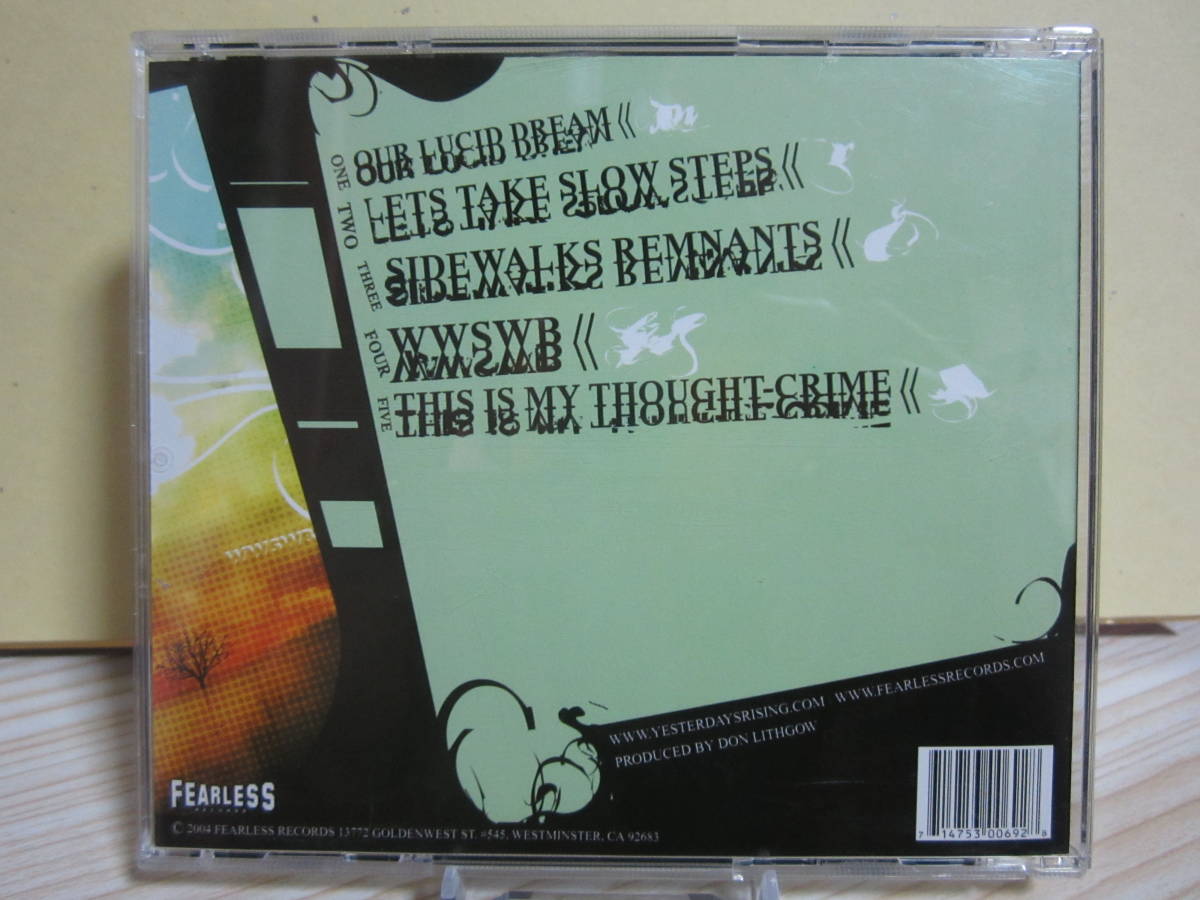 ONE OUR LUCID DREAM «
TWO LETS TAKE SLOW STEPS «
THREE SIDEWALKS REMNANTS «
FOUR WWSWB «
FIVE THIS IS MY THOUGHT-CRIME «
WWSWB
WWW.YESTERDAYSRISING.COM WWW.FEARLESSRECORDS.COM
PRODUCED BY DON LITHGOW
FEARLESS
RECORDS
© 2004 FEARLESS RECORDS 13772 GOLDENWEST ST. #545, WESTMINSTER, CA 92683
7 14753 00692 8